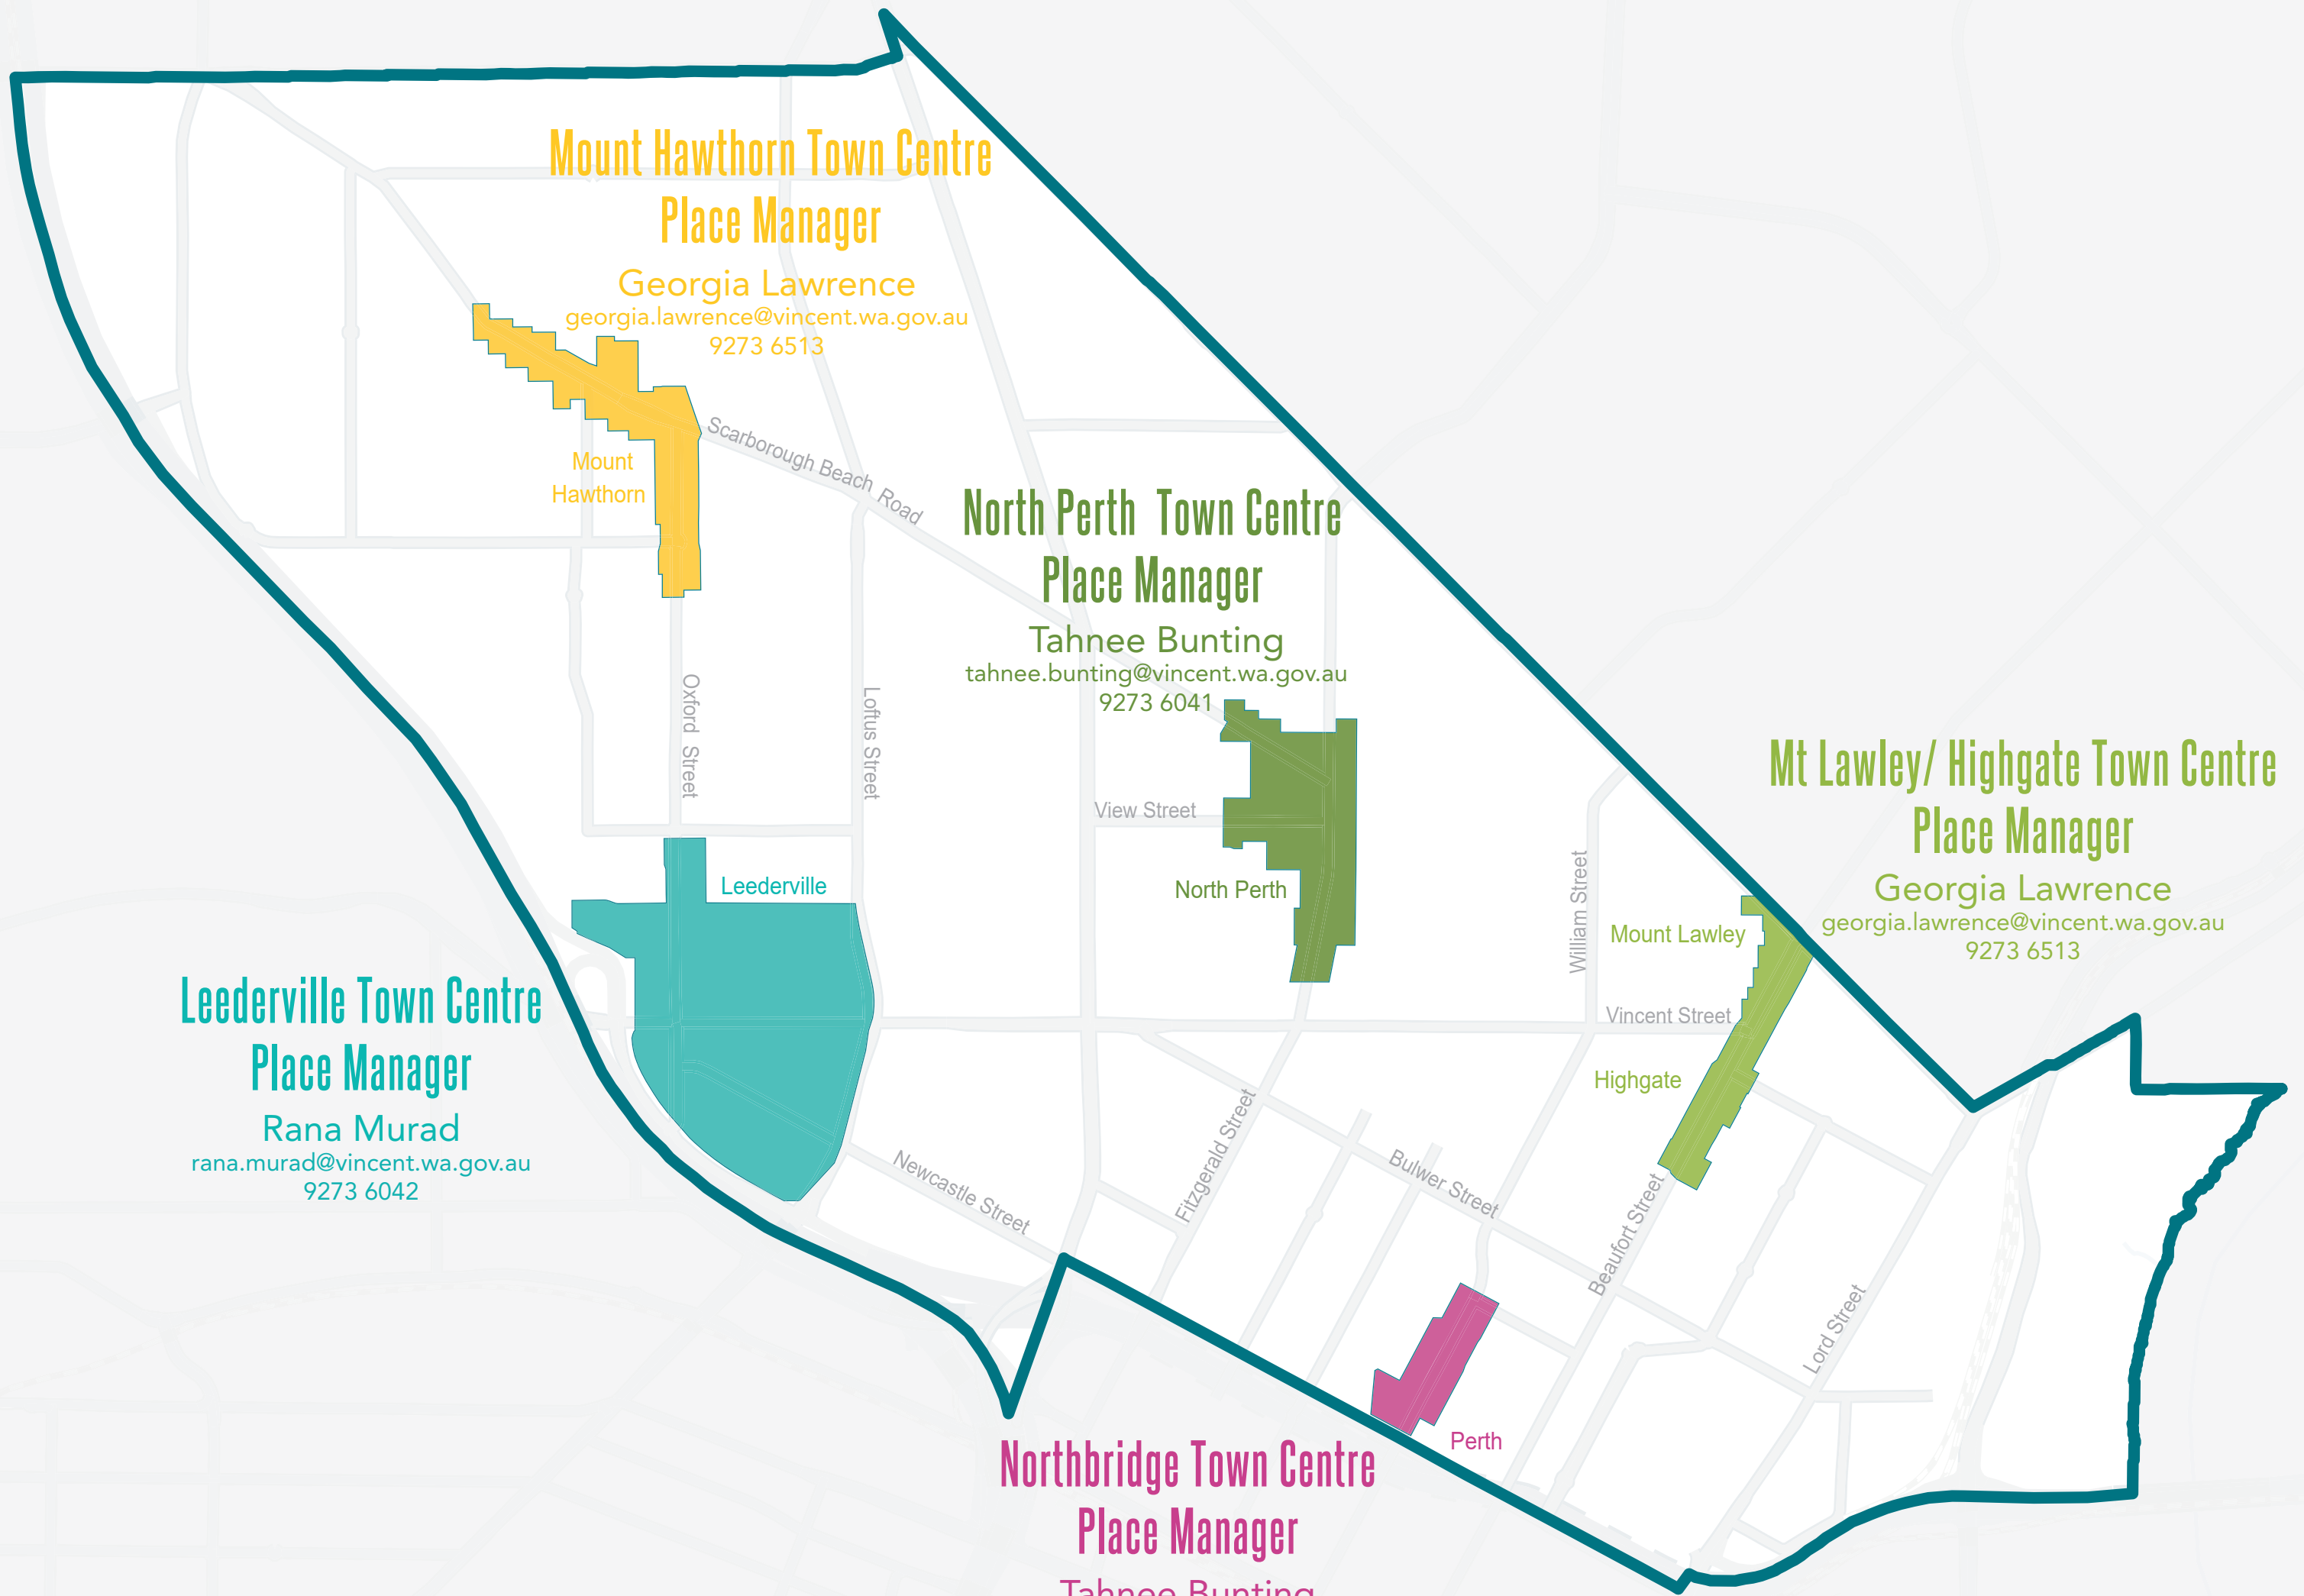 Mount Hawthorn Town Centre
Place Manager
Georgia Lawrence
georgia.lawrence@vincent.wa.gov.au
9273 6513
Mount
Hawthorn
Scarborough Beach Road
North Perth Town Centre
Place Manager
Tahnee Bunting
tahnee.bunting@vincent.wa.gov.au
9273 6041
Oxford Street
Loftus Street
View Street
North Perth
Leederville
William Street
Mt Lawley/ Highgate Town Centre
Place Manager
Georgia Lawrence
georgia.lawrence@vincent.wa.gov.au
9273 6513
Mount Lawley
Vincent Street
Highgate
Leederville Town Centre
Place Manager
Rana Murad
rana.murad@vincent.wa.gov.au
9273 6042
Newcastle Street
Fitzgerald Street
Bulwer Street
Beaufort Street
Lord Street
Perth
Northbridge Town Centre
Place Manager
Tahnee Bunting